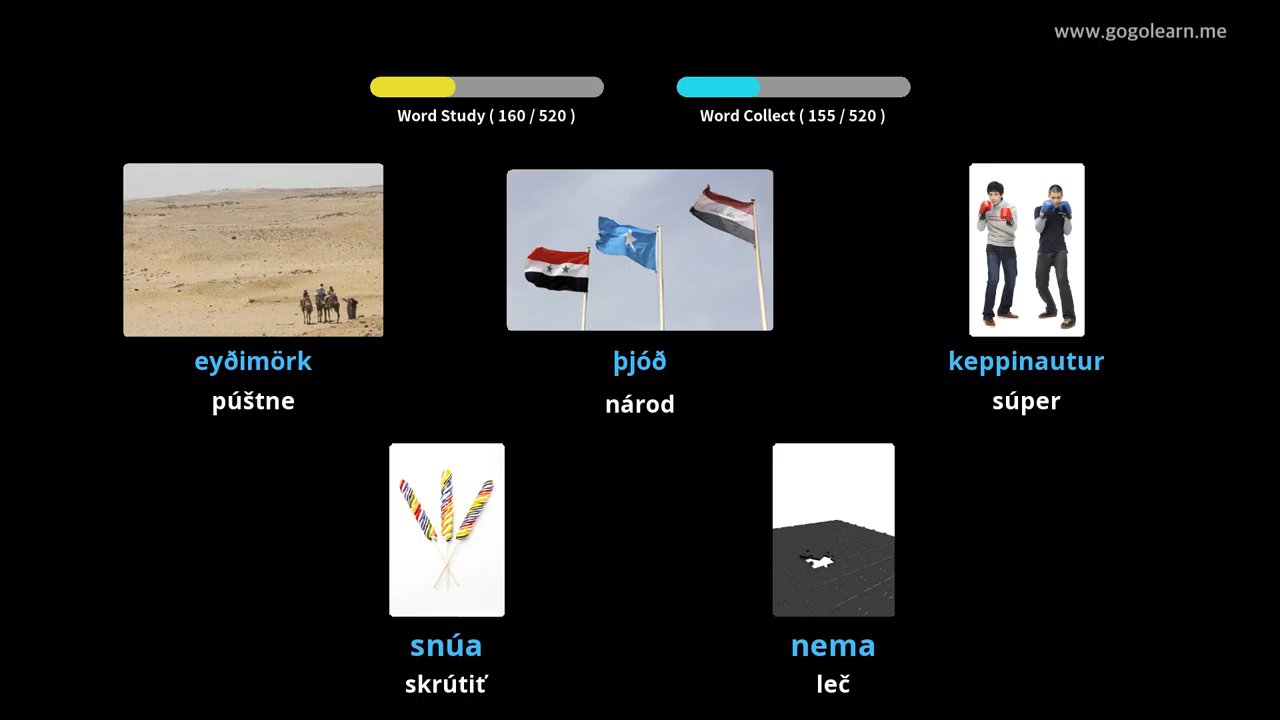 www.gogolearn.me
Word Study ( 160 / 520 )
Word Collect ( 155 / 520 )
eyðimörk
púštne
þjóð
národ
keppinautur
súper
snúa
skrútiť
nema
leč